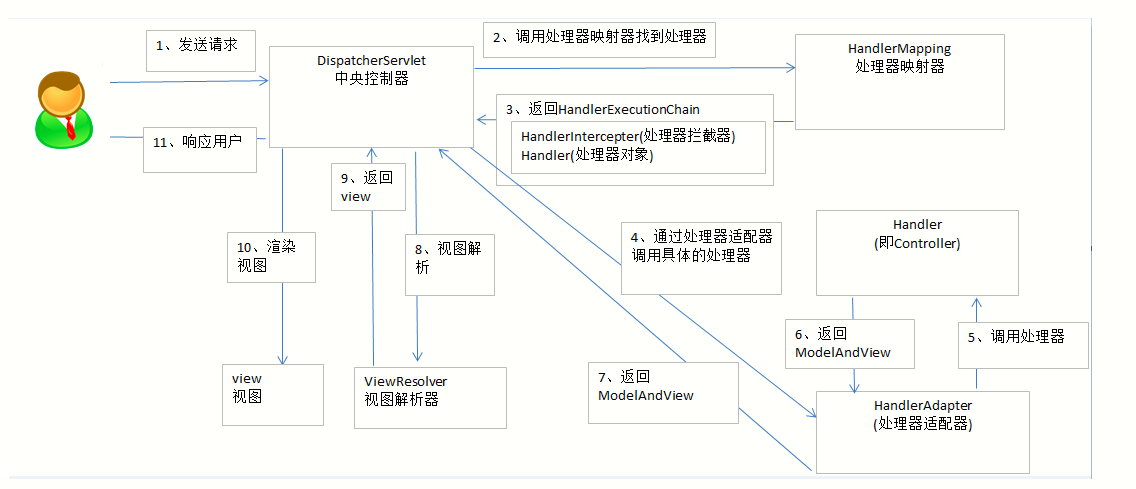 1、发送请求
DispatcherServlet
中央控制器
2、调用处理器映射器找到处理器
HandlerMapping
处理器映射器
3、返回HandlerExecutionChain
HandlerIntercepter(处理器拦截器)
Handler(处理器对象)
11、响应用户
9、返回
view
10、渲染
视图
8、视图解
析
4、通过处理器适配器
调用具体的处理器
Handler
(即Controller)
6、返回
ModelAndView
5、调用处理器
7、返回
ModelAndView
view
视图
ViewResolver
视图解析器
HandlerAdapter
(处理器适配器)